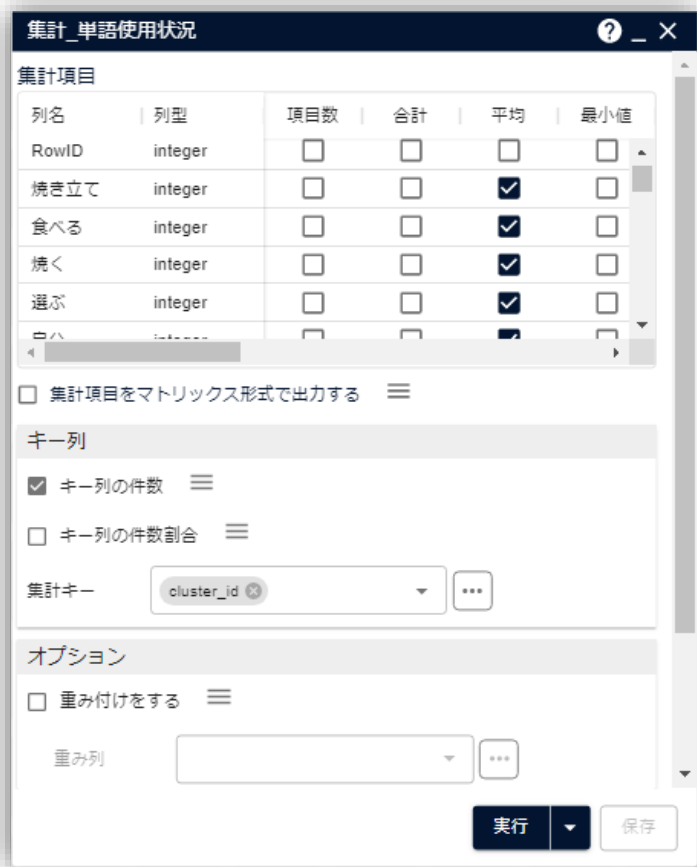 集計_単語使用状況
集計項目
列名 列型 項目数 合計 平均 最小値
RowID integer
焼き立て integer
食べる integer
焼く integer
選ぶ integer
集計項目をマトリックス形式で出力する
キー列
キー列の件数
キー列の件数割合
集計キー cluster_id
オプション
重み付けをする
重み列
実行 保存